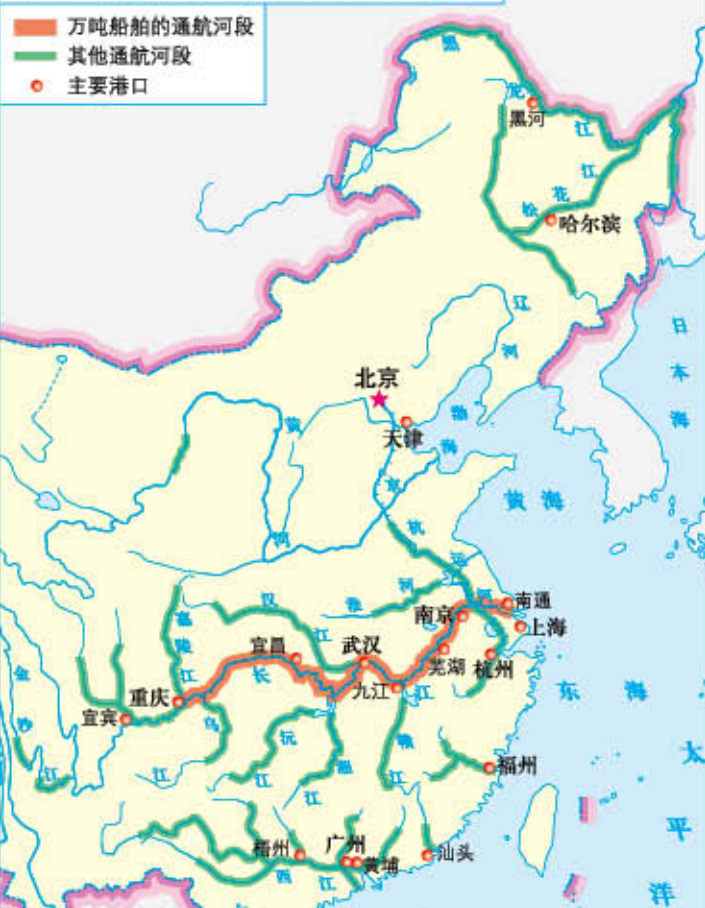 万吨船舶的通航河段
其他通航河段
主要港口
黑
龙
江
黑河
江
花
松
哈尔滨
辽
河
日
本
海
北京
天津
渤
海
黄
河
京
杭
运
河
黄 海
汉
江
淮
河
嘉
陵
江
南通
南京
上海
宜昌
武汉
芜湖
杭州
长
江
九江
东 海
重庆
宜宾
金
沙
江
乌
江
沅
江
湘
江
赣
江
福州
太
平
洋
梧州
广州
黄埔
汕头
西
江